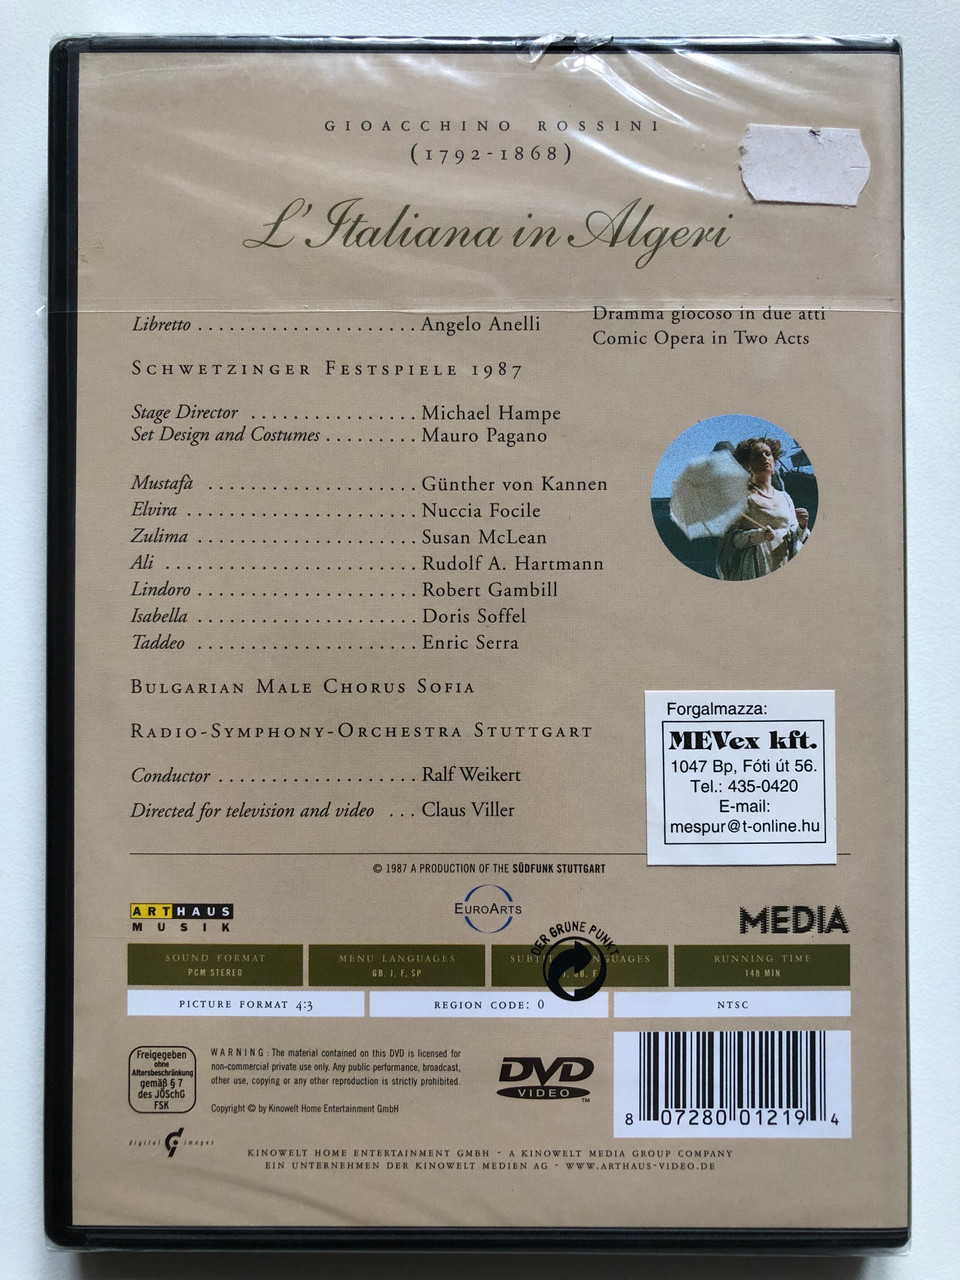 GIOACCHINO ROSSINI
(1792-1868)
L'Italiana in Algeri
Libretto ..................... Angelo Anelli
Dramma giocoso in due atti
Comic Opera in Two Acts
SCHWETZINGER FESTSPIELE 1987
Stage Director ................ Michael Hampe
Set Design and Costumes ......... Mauro Pagano
Mustafà .................... Günther von Kannen
Elvira ...................... Nuccia Focile
Zulima ..................... Susan McLean
Ali ........................ Rudolf A. Hartmann
Lindoro ..................... Robert Gambill
Isabella ..................... Doris Soffel
Taddeo ..................... Enric Serra
BULGARIAN MALE CHORUS SOFIA
RADIO-SYMPHONY-ORCHESTRA STUTTGART
Conductor ................... Ralf Weikert
Directed for television and video ... Claus Viller
Forgalmazza:
MEVex kft.
1047 Bp, Fóti út 56.
Tel.: 435-0420
E-mail:
mespur@t-online.hu
© 1987 A PRODUCTION OF THE SÜDFUNK STUTTGART
ARTHAUS
MUSIK
EUROARTS
MEDIA
DER GRÜNE PUNKT
SOUND FORMAT
PCM STEREO
MENU LANGUAGES
GB, J, F, SP
RUNNING TIME
148 MIN
PICTURE FORMAT 4:3
REGION CODE: 0
NTSC
Freigegeben
ohne
Altersbeschränkung
gemäß § 7
des JÖSchG
FSK
WARNING: The material contained on this DVD is licensed for
non-commercial private use only. Any public performance, broadcast,
other use, copying or any other reproduction is strictly prohibited.
Copyright © by Kinowelt Home Entertainment GmbH
DVD
VIDEO
TM
8 07280 01219 4
digital images
KINOWELT HOME ENTERTAINMENT GMBH - A KINOWELT MEDIA GROUP COMPANY
EIN UNTERNEHMEN DER KINOWELT MEDIEN AG - WWW.ARTHAUS-VIDEO.DE